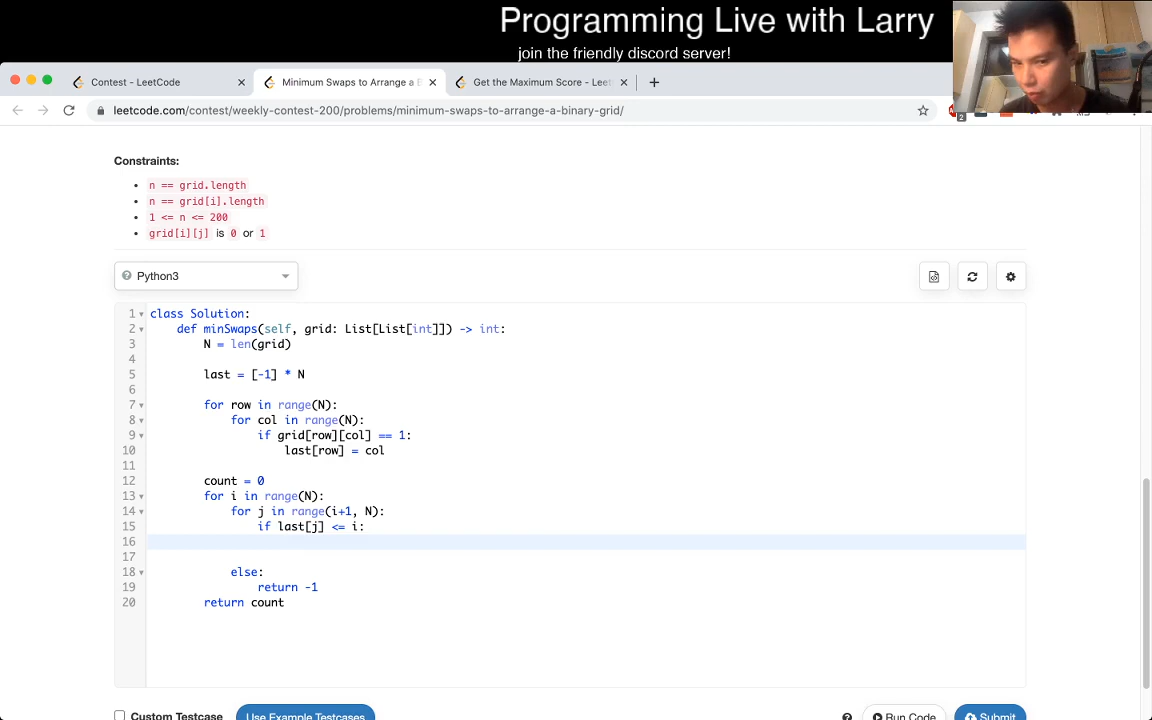 Programming Live with Larry
join the friendly discord server!
Contest - LeetCode
Minimum Swaps to Arrange a B
Get the Maximum Score - Leet
leetcode.com/contest/weekly-contest-200/problems/minimum-swaps-to-arrange-a-binary-grid/
2
Constraints:
n == grid.length
n == grid[i].length
1 <= n <= 200
grid[i][j] is 0 or 1
Python3
1 class Solution:
2 def minSwaps(self, grid: List[List[int]]) -> int:
3 N = len(grid)
4
5 last = [-1] * N
6
7 for row in range(N):
8 for col in range(N):
9 if grid[row][col] == 1:
10 last[row] = col
11
12 count = 0
13 for i in range(N):
14 for j in range(i+1, N):
15 if last[j] <= i:
16
17
18 else:
19 return -1
20 return count
Custom Testcase
Use Example Testcases
Run Code
Submit